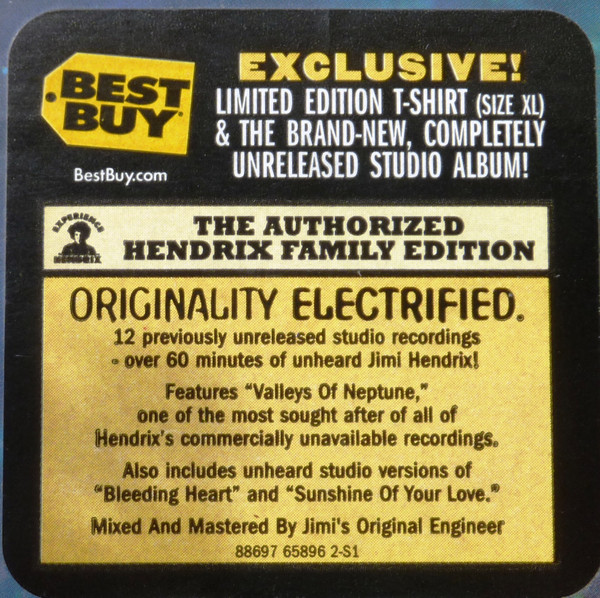 BEST
BUY
BestBuy.com
EXCLUSIVE!
LIMITED EDITION T-SHIRT (SIZE XL)
& THE BRAND-NEW, COMPLETELY
UNRELEASED STUDIO ALBUM!
EXPERIENCE
HENDRIX
THE AUTHORIZED
HENDRIX FAMILY EDITION
ORIGINALITY ELECTRIFIED.
12 previously unreleased studio recordings
- over 60 minutes of unheard Jimi Hendrix!
Features "Valleys Of Neptune,"
one of the most sought after of all of
Hendrix's commercially unavailable recordings.
Also includes unheard studio versions of
"Bleeding Heart" and "Sunshine Of Your Love."
Mixed And Mastered By Jimi's Original Engineer
88697 65896 2-S1